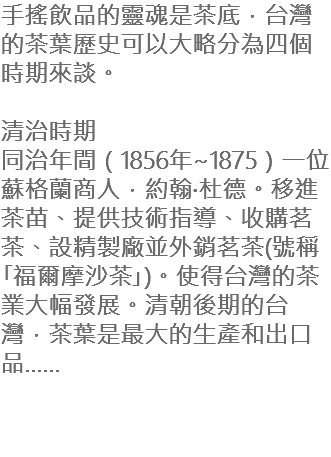 手搖飲品的靈魂是茶底，台灣
的茶葉歷史可以大略分為四個
時期來談。
清治時期
同治年間（1856年~1875）一位
蘇格蘭商人，約翰·杜德。移進
茶苗、提供技術指導、收購茗
茶、設精製廠並外銷茗茶(號稱
｢福爾摩沙茶｣)。使得台灣的茶
業大幅發展。清朝後期的台
灣，茶葉是最大的生產和出口
品......